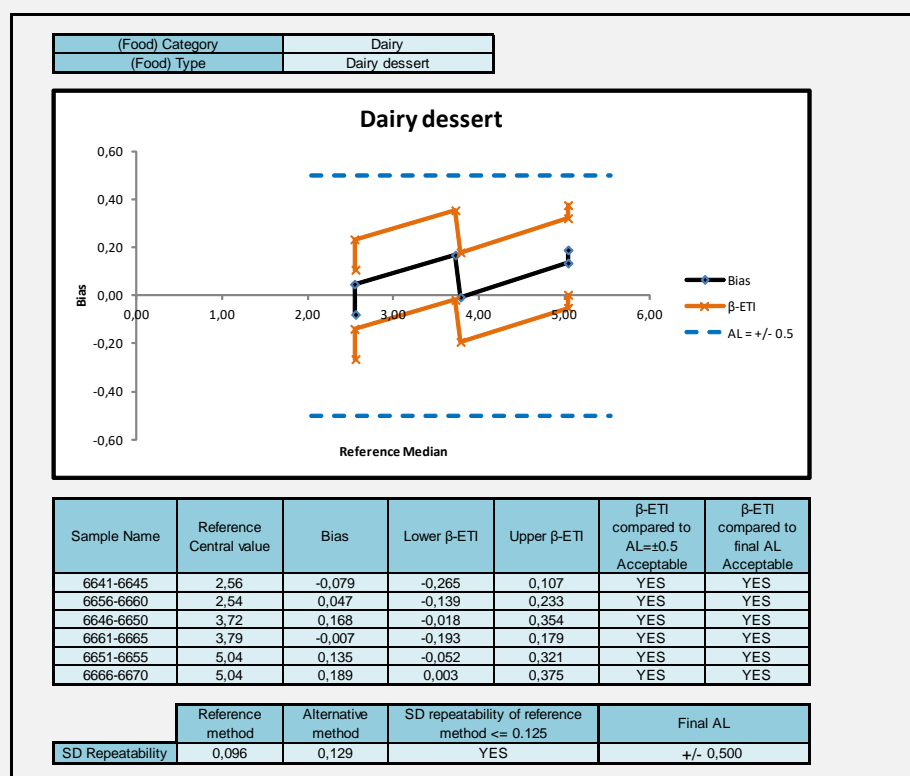 (Food) Category Dairy
(Food) Type Dairy dessert
Dairy dessert
0,60
0,40
0,20
0,00
-0,20
-0,40
-0,60
Bias
0,00 1,00 2,00 3,00 4,00 5,00 6,00
Reference Median
Bias
β-ETI
AL = +/- 0.5
Sample Name Reference Central value Bias Lower β-ETI Upper β-ETI β-ETI compared to AL=±0.5 Acceptable β-ETI compared to final AL Acceptable
6641-6645 2,56 -0,079 -0,265 0,107 YES YES
6656-6660 2,54 0,047 -0,139 0,233 YES YES
6646-6650 3,72 0,168 -0,018 0,354 YES YES
6661-6665 3,79 -0,007 -0,193 0,179 YES YES
6651-6655 5,04 0,135 -0,052 0,321 YES YES
6666-6670 5,04 0,189 0,003 0,375 YES YES
Reference method Alternative method SD repeatability of reference method <= 0.125 Final AL
SD Repeatability 0,096 0,129 YES +/- 0,500